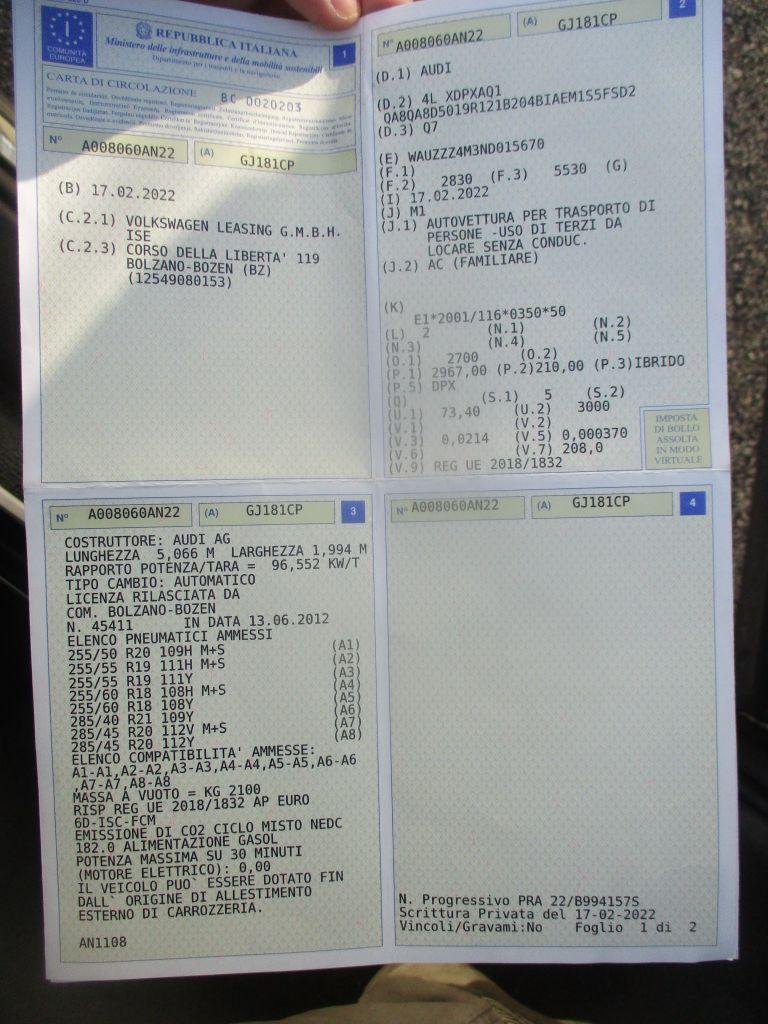 COMUNITÀ
EUROPEA
REPUBBLICA ITALIANA
Ministero delle infrastrutture e della mobilità sostenibili
Dipartimento per i trasporti e la navigazione
1
CARTA DI CIRCOLAZIONE
BC 0020203
N° A008060AN22 (A) GJ181CP
(B) 17.02.2022
(C.2.1) VOLKSWAGEN LEASING G.M.B.H.
ISE
(C.2.3) CORSO DELLA LIBERTA' 119
BOLZANO-BOZEN (BZ)
(12549080153)
N° A008060AN22 (A) GJ181CP 2
(D.1) AUDI
(D.2) 4L XDPXAQ1
QA8QA8D5019R121B204BIAEM1S5FSD2
(D.3) Q7
(E) WAUZZZ4M3ND015670
(F.1)
(F.2) 2830 (F.3) 5530 (G)
(I) 17.02.2022
(J) M1
(J.1) AUTOVETTURA PER TRASPORTO DI
PERSONE -USO DI TERZI DA
LOCARE SENZA CONDUC.
(J.2) AC (FAMILIARE)
(K)
E1*2001/116*0350*50
(L) 2 (N.1) (N.2)
(N.3) (N.4) (N.5)
(O.1) 2700 (O.2)
(P.1) 2967,00 (P.2)210,00 (P.3)IBRIDO
(P.5) DPX
(Q) (S.1) 5 (S.2)
(U.1) 73,40 (U.2) 3000
(V.1) (V.2)
(V.3) 0,0214 (V.5) 0,000370
(V.6) (V.7) 208,0
(V.9) REG UE 2018/1832
IMPOSTA
DI BOLLO
ASSOLTA
IN MODO
VIRTUALE
N° A008060AN22 (A) GJ181CP 3
COSTRUTTORE: AUDI AG
LUNGHEZZA 5,066 M LARGHEZZA 1,994 M
RAPPORTO POTENZA/TARA = 96,552 KW/T
TIPO CAMBIO: AUTOMATICO
LICENZA RILASCIATA DA
COM. BOLZANO-BOZEN
N. 45411 IN DATA 13.06.2012
ELENCO PNEUMATICI AMMESSI
255/50 R20 109H M+S (A1)
255/55 R19 111H M+S (A2)
255/55 R19 111Y (A3)
255/60 R18 108H M+S (A4)
255/60 R18 108Y (A5)
285/40 R21 109Y (A6)
285/45 R20 112V M+S (A7)
285/45 R20 112Y (A8)
ELENCO COMPATIBILITA' AMMESSE:
A1-A1,A2-A2,A3-A3,A4-A4,A5-A5,A6-A6
,A7-A7,A8-A8
MASSA A VUOTO = KG 2100
RISP REG UE 2018/1832 AP EURO
6D-ISC-FCM
EMISSIONE DI CO2 CICLO MISTO NEDC
182.0 ALIMENTAZIONE GASOL
POTENZA MASSIMA SU 30 MINUTI
(MOTORE ELETTRICO): 0,00
IL VEICOLO PUO` ESSERE DOTATO FIN
DALL` ORIGINE DI ALLESTIMENTO
ESTERNO DI CARROZZERIA.
AN1108
N° A008060AN22 (A) GJ181CP 4
N. Progressivo PRA 22/B994157S
Scrittura Privata del 17-02-2022
Vincoli/Gravami:No Foglio 1 di 2